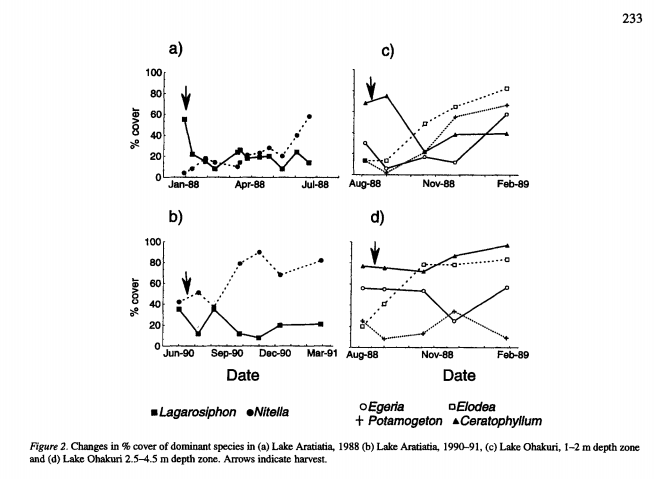 233
a)
c)
100
80
60
40
20
0
% cover
Jan-88 Apr-88 Jul-88
Aug-88 Nov-88 Feb-89
b)
d)
100
80
60
40
20
0
% cover
Jun-90 Sep-90 Dec-90 Mar-91
Aug-88 Nov-88 Feb-89
Date
Date
Lagarosiphon Nitella
Egeria Elodea
Potamogeton Ceratophyllum
Figure 2. Changes in % cover of dominant species in (a) Lake Aratiatia, 1988 (b) Lake Aratiatia, 1990–91, (c) Lake Ohakuri, 1–2 m depth zone
and (d) Lake Ohakuri 2.5–4.5 m depth zone. Arrows indicate harvest.